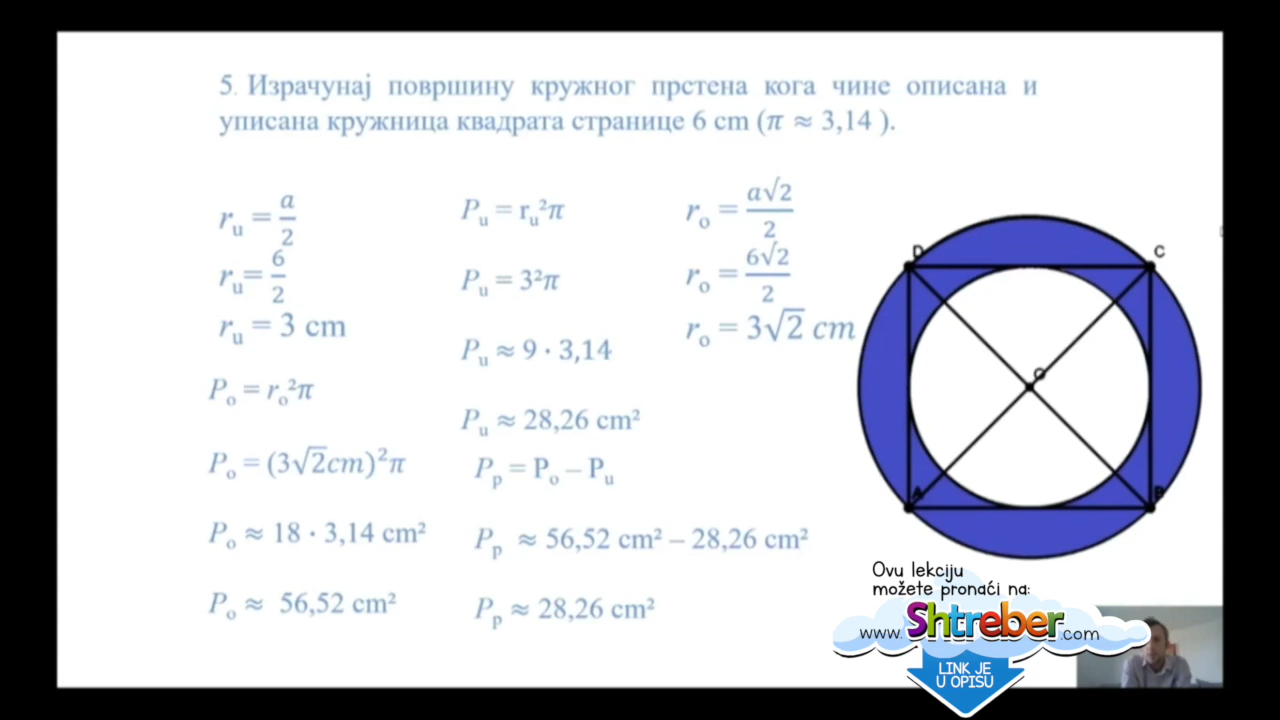 5. Израчунај површину кружног прстена кога чине описана и
уписана кружница квадрата странице 6 cm (π ≈ 3,14 ).
r_u = a/2
r_u = 6/2
r_u = 3 cm
P_o = r_o²π
P_o = (3√2cm)²π
P_o ≈ 18 · 3,14 cm²
P_o ≈ 56,52 cm²
P_u = r_u²π
P_u = 3²π
P_u ≈ 9 · 3,14
P_u ≈ 28,26 cm²
P_p = P_o – P_u
P_p ≈ 56,52 cm² – 28,26 cm²
P_p ≈ 28,26 cm²
r_o = a√2/2
r_o = 6√2/2
r_o = 3√2 cm
D
C
O
A
B
Ovu lekciju
možete pronaći na:
www.Shtreber.com
LINK JE
U OPISU